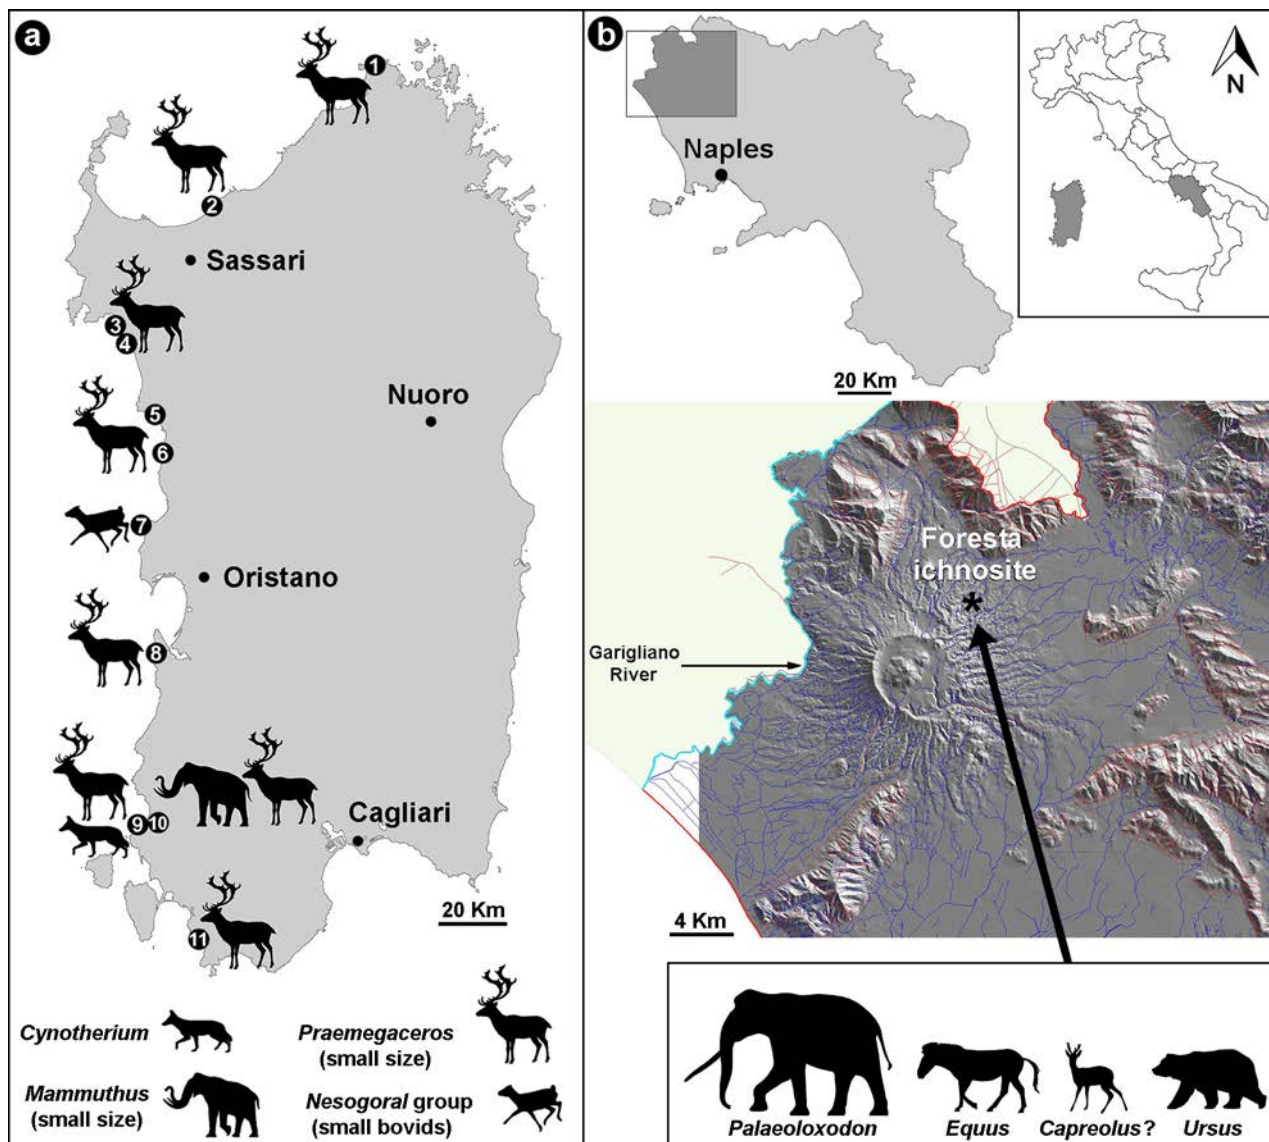 a
1
2
Sassari
3
4
5
Nuoro
6
7
Oristano
8
9 10
Cagliari
11
20 Km
Cynotherium
Praemegaceros
(small size)
Mammuthus
(small size)
Nesogoral group
(small bovids)
b
N
Naples
20 Km
Foresta
ichnosite
*
Garigliano
River
4 Km
Palaeoloxodon Equus Capreolus? Ursus